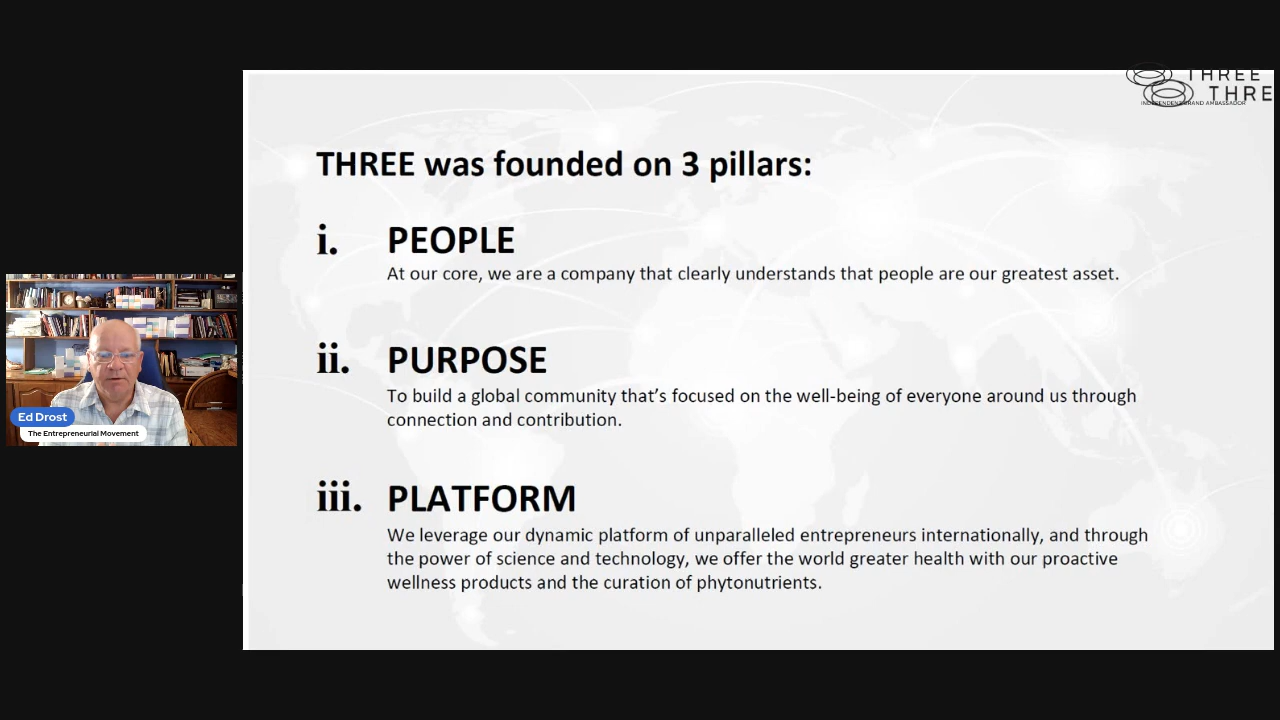 THREE
THRE
INDEPENDENT BRAND AMBASSADOR
THREE was founded on 3 pillars:
i. PEOPLE
At our core, we are a company that clearly understands that people are our greatest asset.
ii. PURPOSE
To build a global community that’s focused on the well-being of everyone around us through
connection and contribution.
iii. PLATFORM
We leverage our dynamic platform of unparalleled entrepreneurs internationally, and through
the power of science and technology, we offer the world greater health with our proactive
wellness products and the curation of phytonutrients.
Ed Drost
The Entrepreneurial Movement